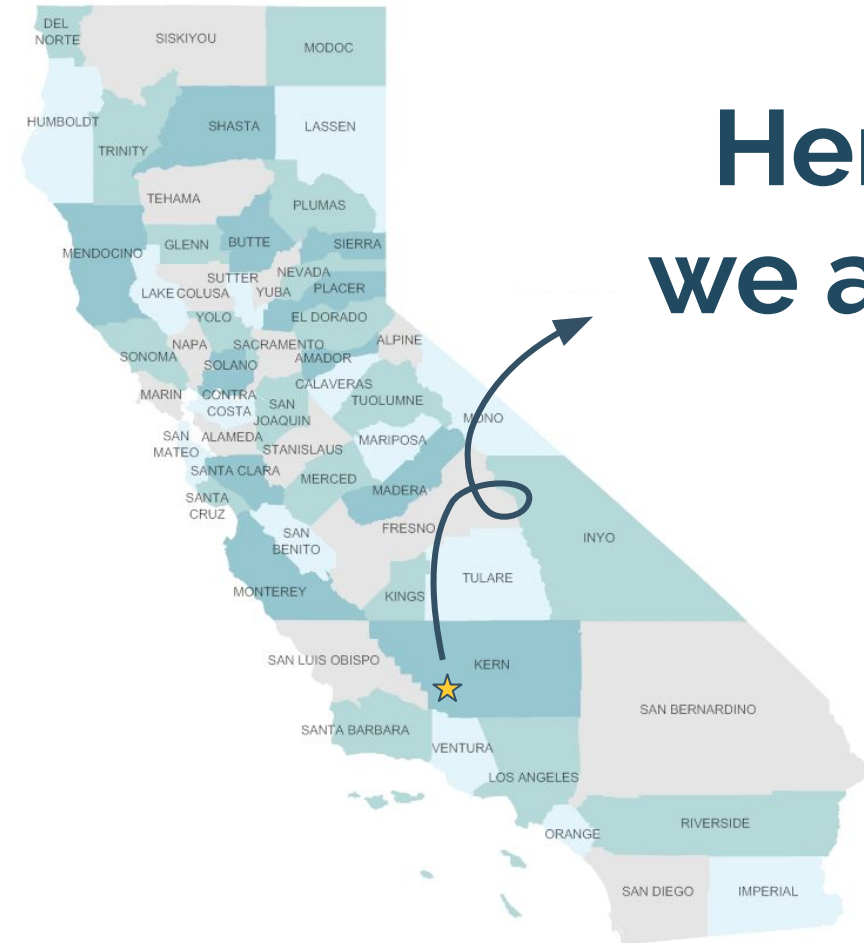 DEL
NORTE
SISKIYOU
MODOC
HUMBOLDT
TRINITY
SHASTA
LASSEN
TEHAMA
PLUMAS
MENDOCINO
GLENN
BUTTE
SIERRA
LAKE
COLUSA
SUTTER
YUBA
NEVADA
PLACER
YOLO
EL DORADO
SONOMA
NAPA
SACRAMENTO
ALPINE
SOLANO
AMADOR
MARIN
CONTRA
COSTA
SAN
JOAQUIN
CALAVERAS
TUOLUMNE
MONO
SAN
MATEO
ALAMEDA
STANISLAUS
MARIPOSA
SANTA CLARA
MERCED
MADERA
SANTA
CRUZ
SAN
BENITO
FRESNO
INYO
MONTEREY
KINGS
TULARE
SAN LUIS OBISPO
KERN
SAN BERNARDINO
SANTA BARBARA
VENTURA
LOS ANGELES
ORANGE
RIVERSIDE
SAN DIEGO
IMPERIAL
we a